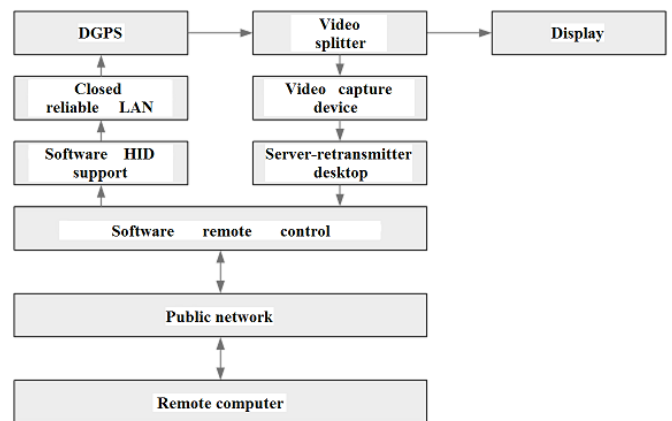 DGPS
Video
splitter
Display
Closed
reliable LAN
Video capture
device
Software HID
support
Server-retransmitter
desktop
Software remote control
Public network
Remote computer